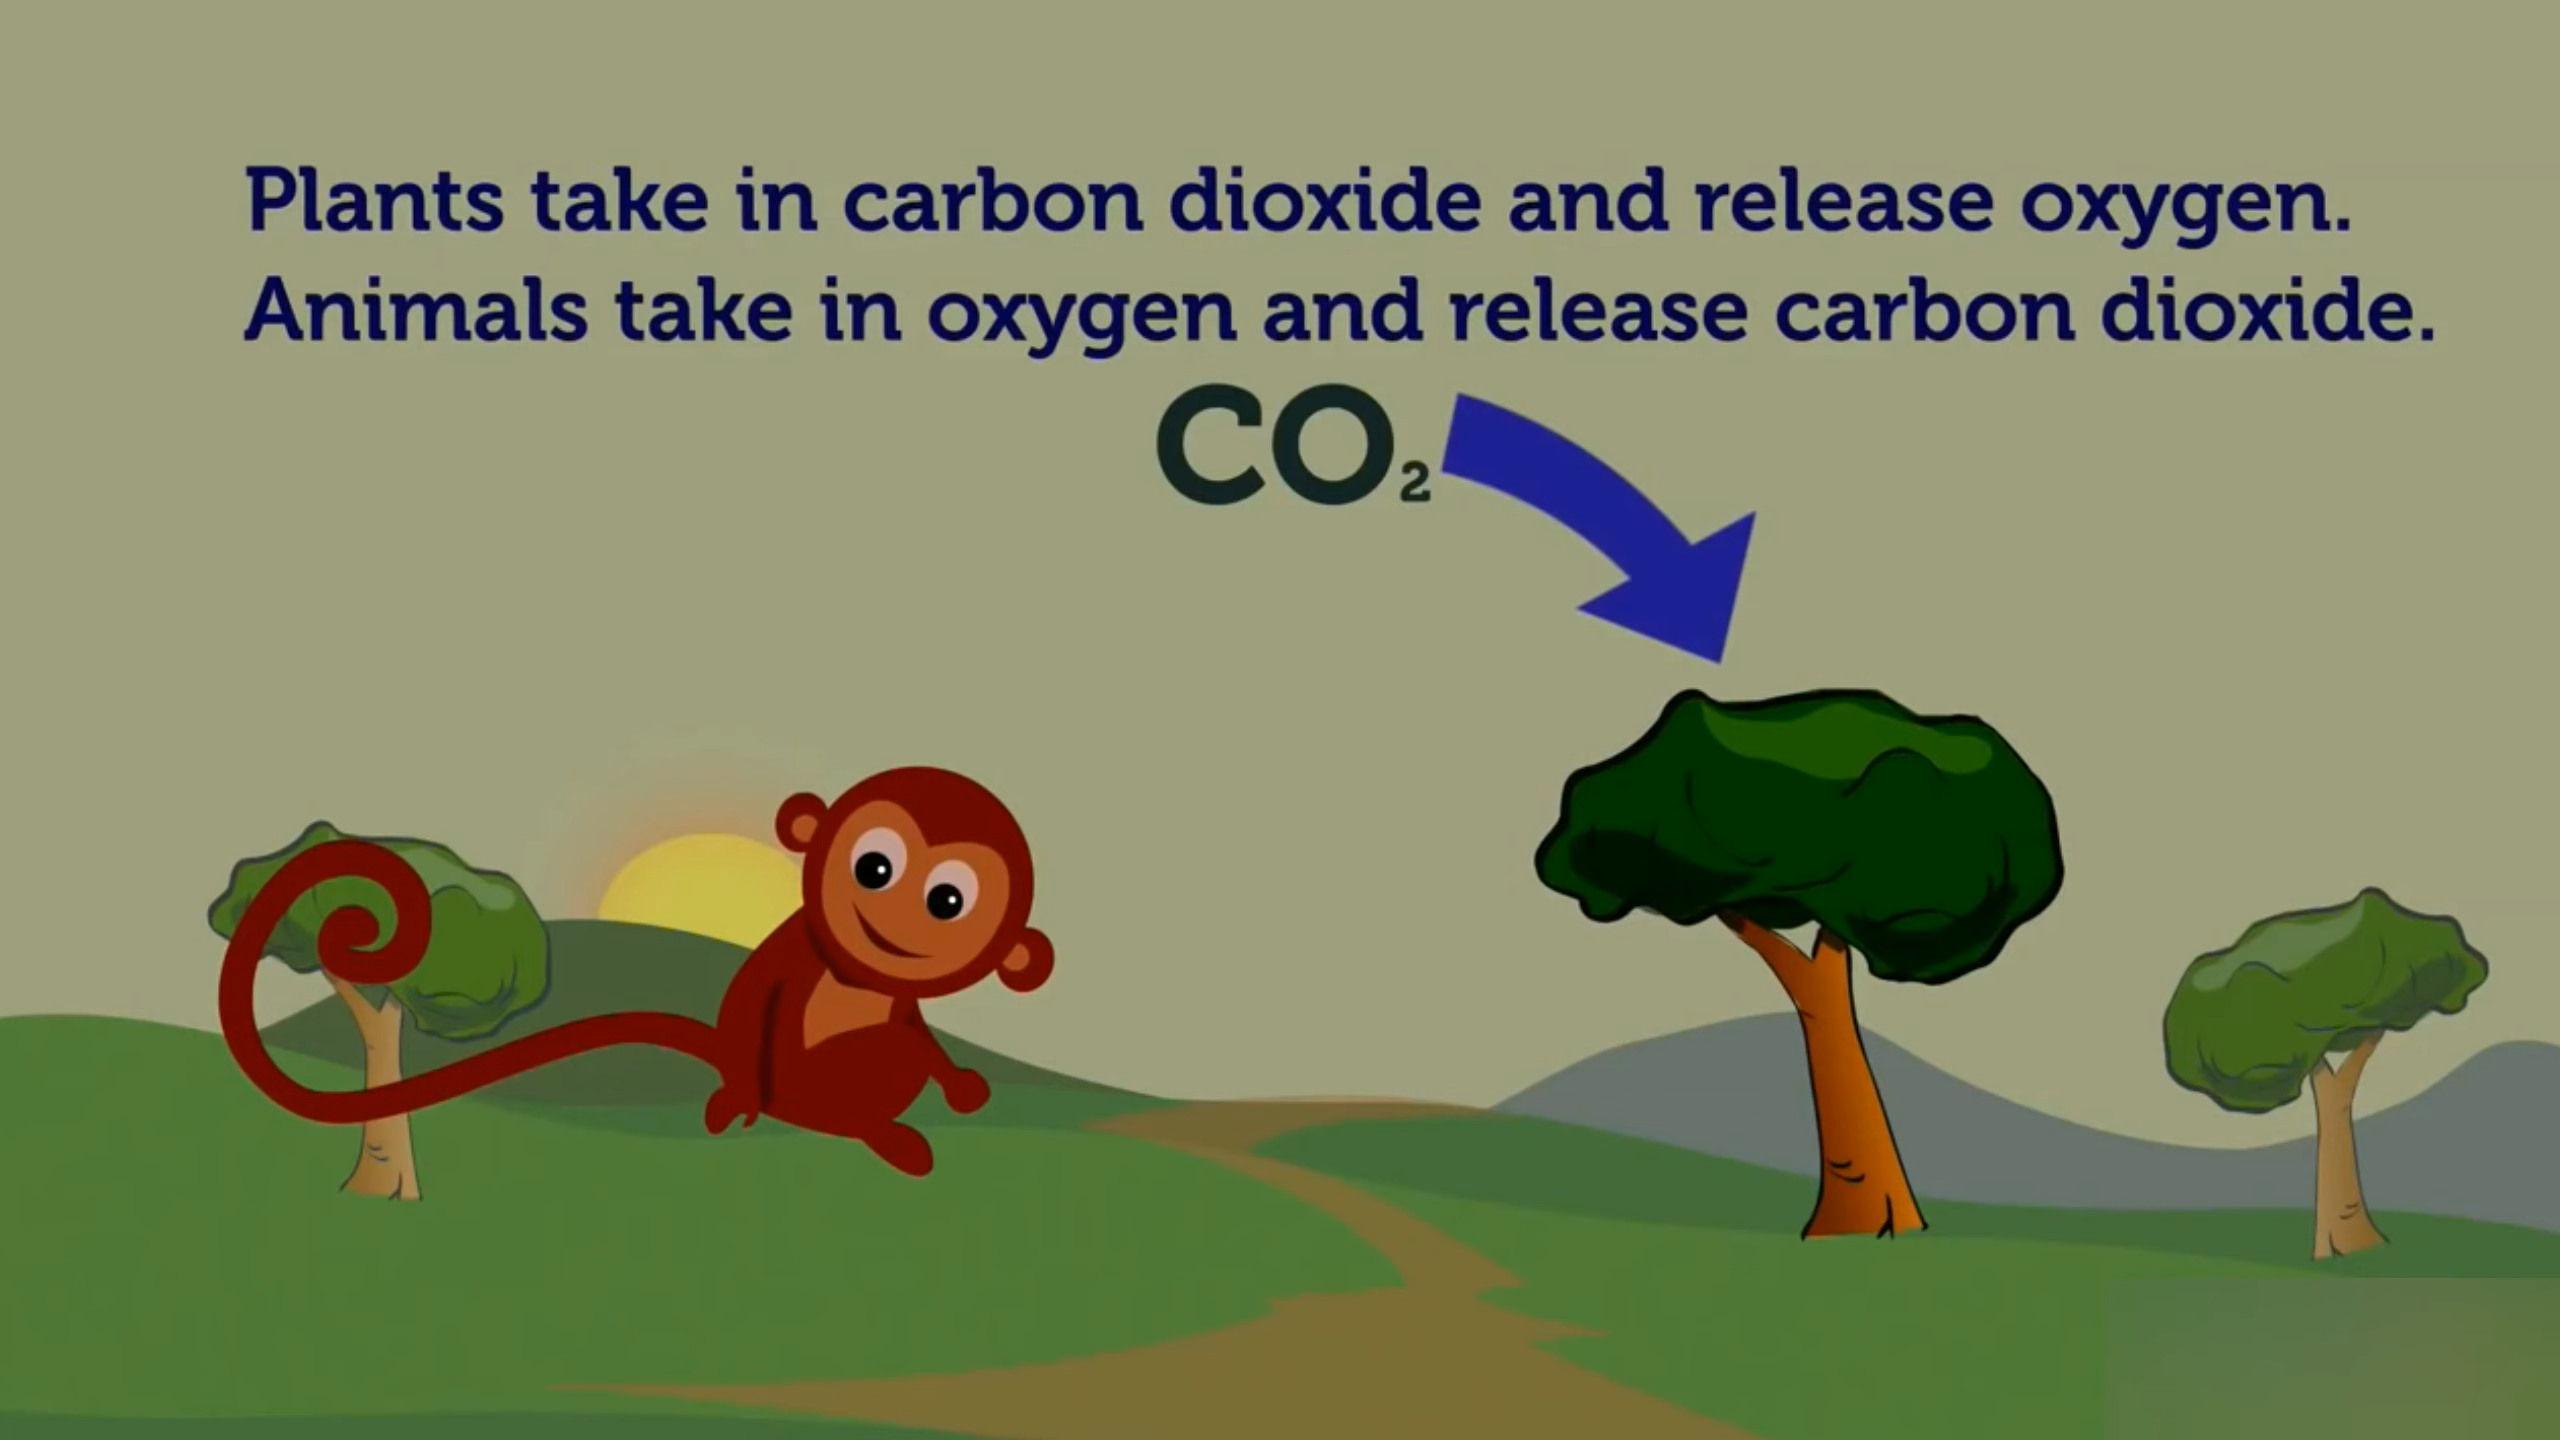 Plants take in carbon dioxide and release oxygen.
Animals take in oxygen and release carbon dioxide.
CO₂